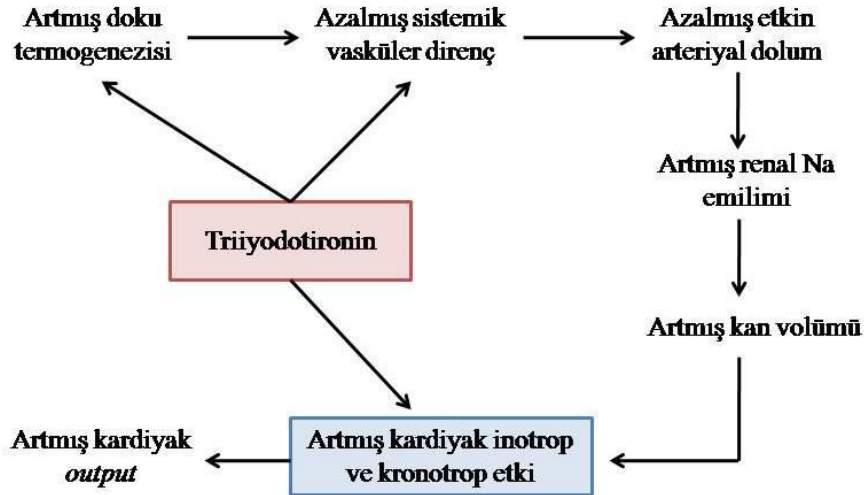 Artmış doku
termogenezisi
Azalmış sistemik
vasküler direnç
Azalmış etkin
arteriyal dolum
Artmış renal Na
emilimi
Triiyodotironin
Artmış kan volümü
Artmış kardiyak inotrop
ve kronotrop etki
Artmış kardiyak
output